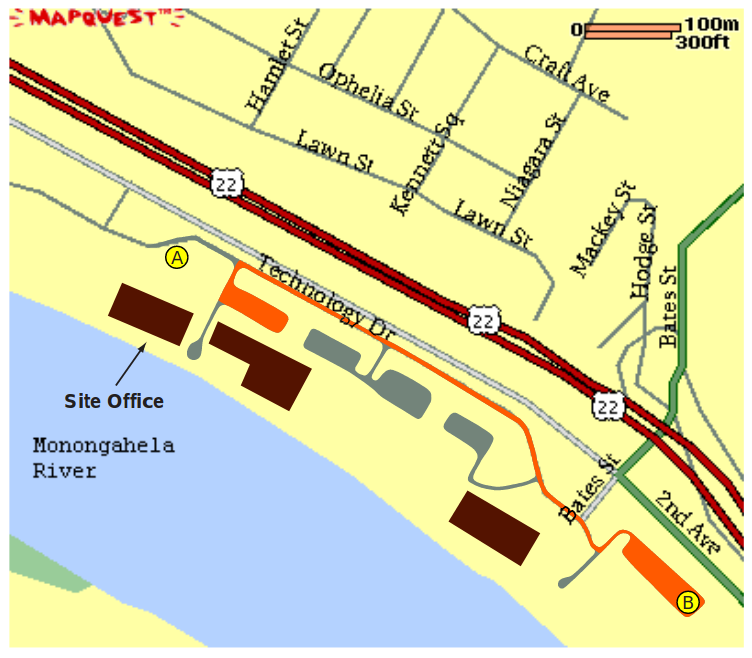 MAPQUEST™
0 100m
300ft
Hamlet St
Craft Ave
Ophelia St
Kennett Sq
Niagara St
Lawn St
22
Lawn St
Mackey St
Hodge St
Bates St
A
Technology Dr
22
Site Office
22
Monongahela
River
Bates St
2nd Ave
B